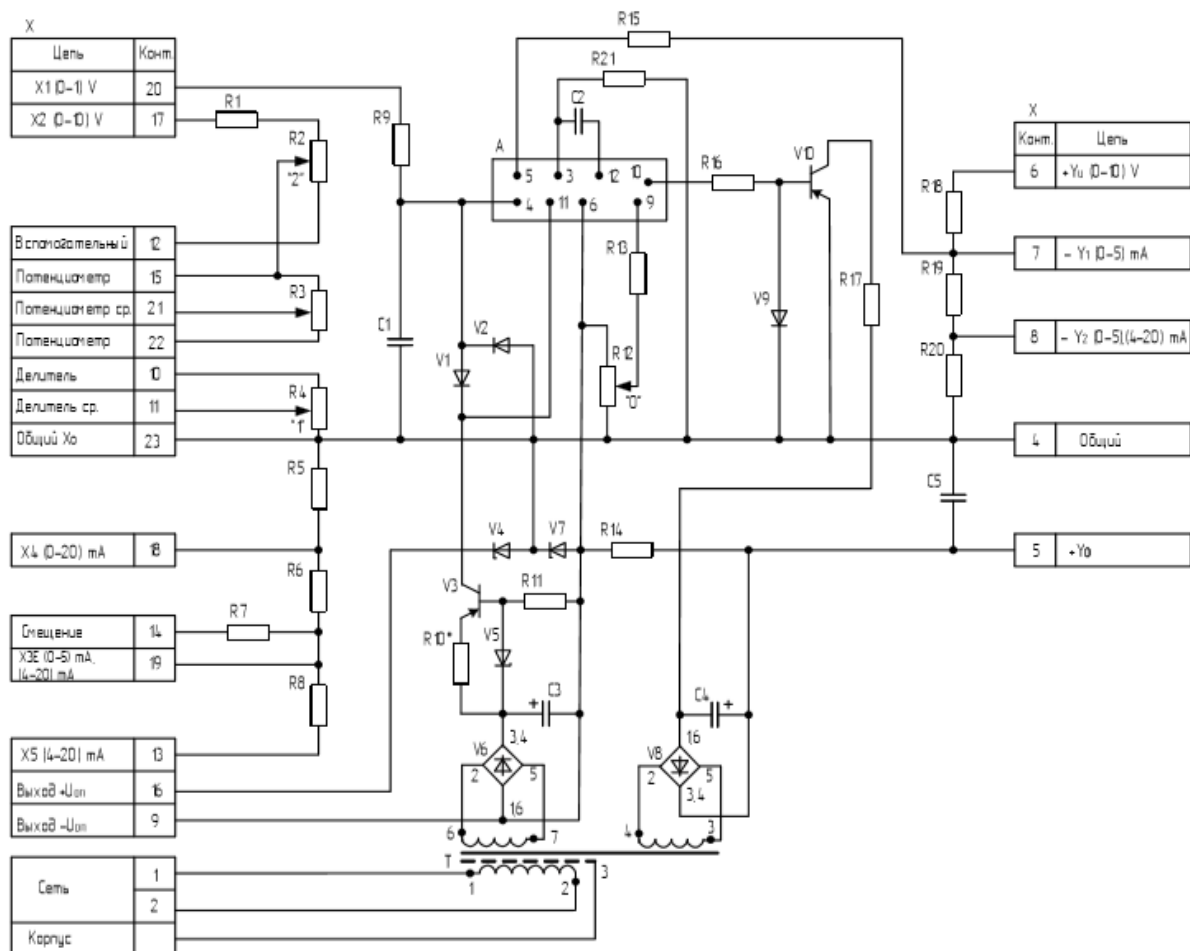 X
Цепь Конт.
X1 (0-1) V 20
X2 (0-10) V 17
Вспомогательный 12
Потенциометр 15
Потенциометр ср. 21
Потенциометр 22
Делитель 10
Делитель ср. 11
Общий Xo 23
X4 (0-20) mA 18
Смещение 14
X3E (0-5) mA, 19
(4-20) mA
X5 (4-20) mA 13
Выход +Uоп 16
Выход -Uоп 9
Сеть 1
2
Корпус
R1
R2
"2"
R3
R4
"1"
R5
R6
R7
R8
R9
C1
V1
V2
R15
R21
C2
A
5 3 12 10
4 11 6 9
R16
V10
R13
R12
"0"
V9
R17
V4
V7
R14
V3
R11
R10*
V5
+ C3
3,4
V6
2 5
1,6
6 7
C4 +
1,6
V8
2 5
3,4
4 3
T 3
1 2
X
Конт. Цепь
6 +Yu (0-10) V
7 - Y1 (0-5) mA
8 - Y2 (0-5),(4-20) mA
4 Общий
5 +Yo
R18
R19
R20
C5